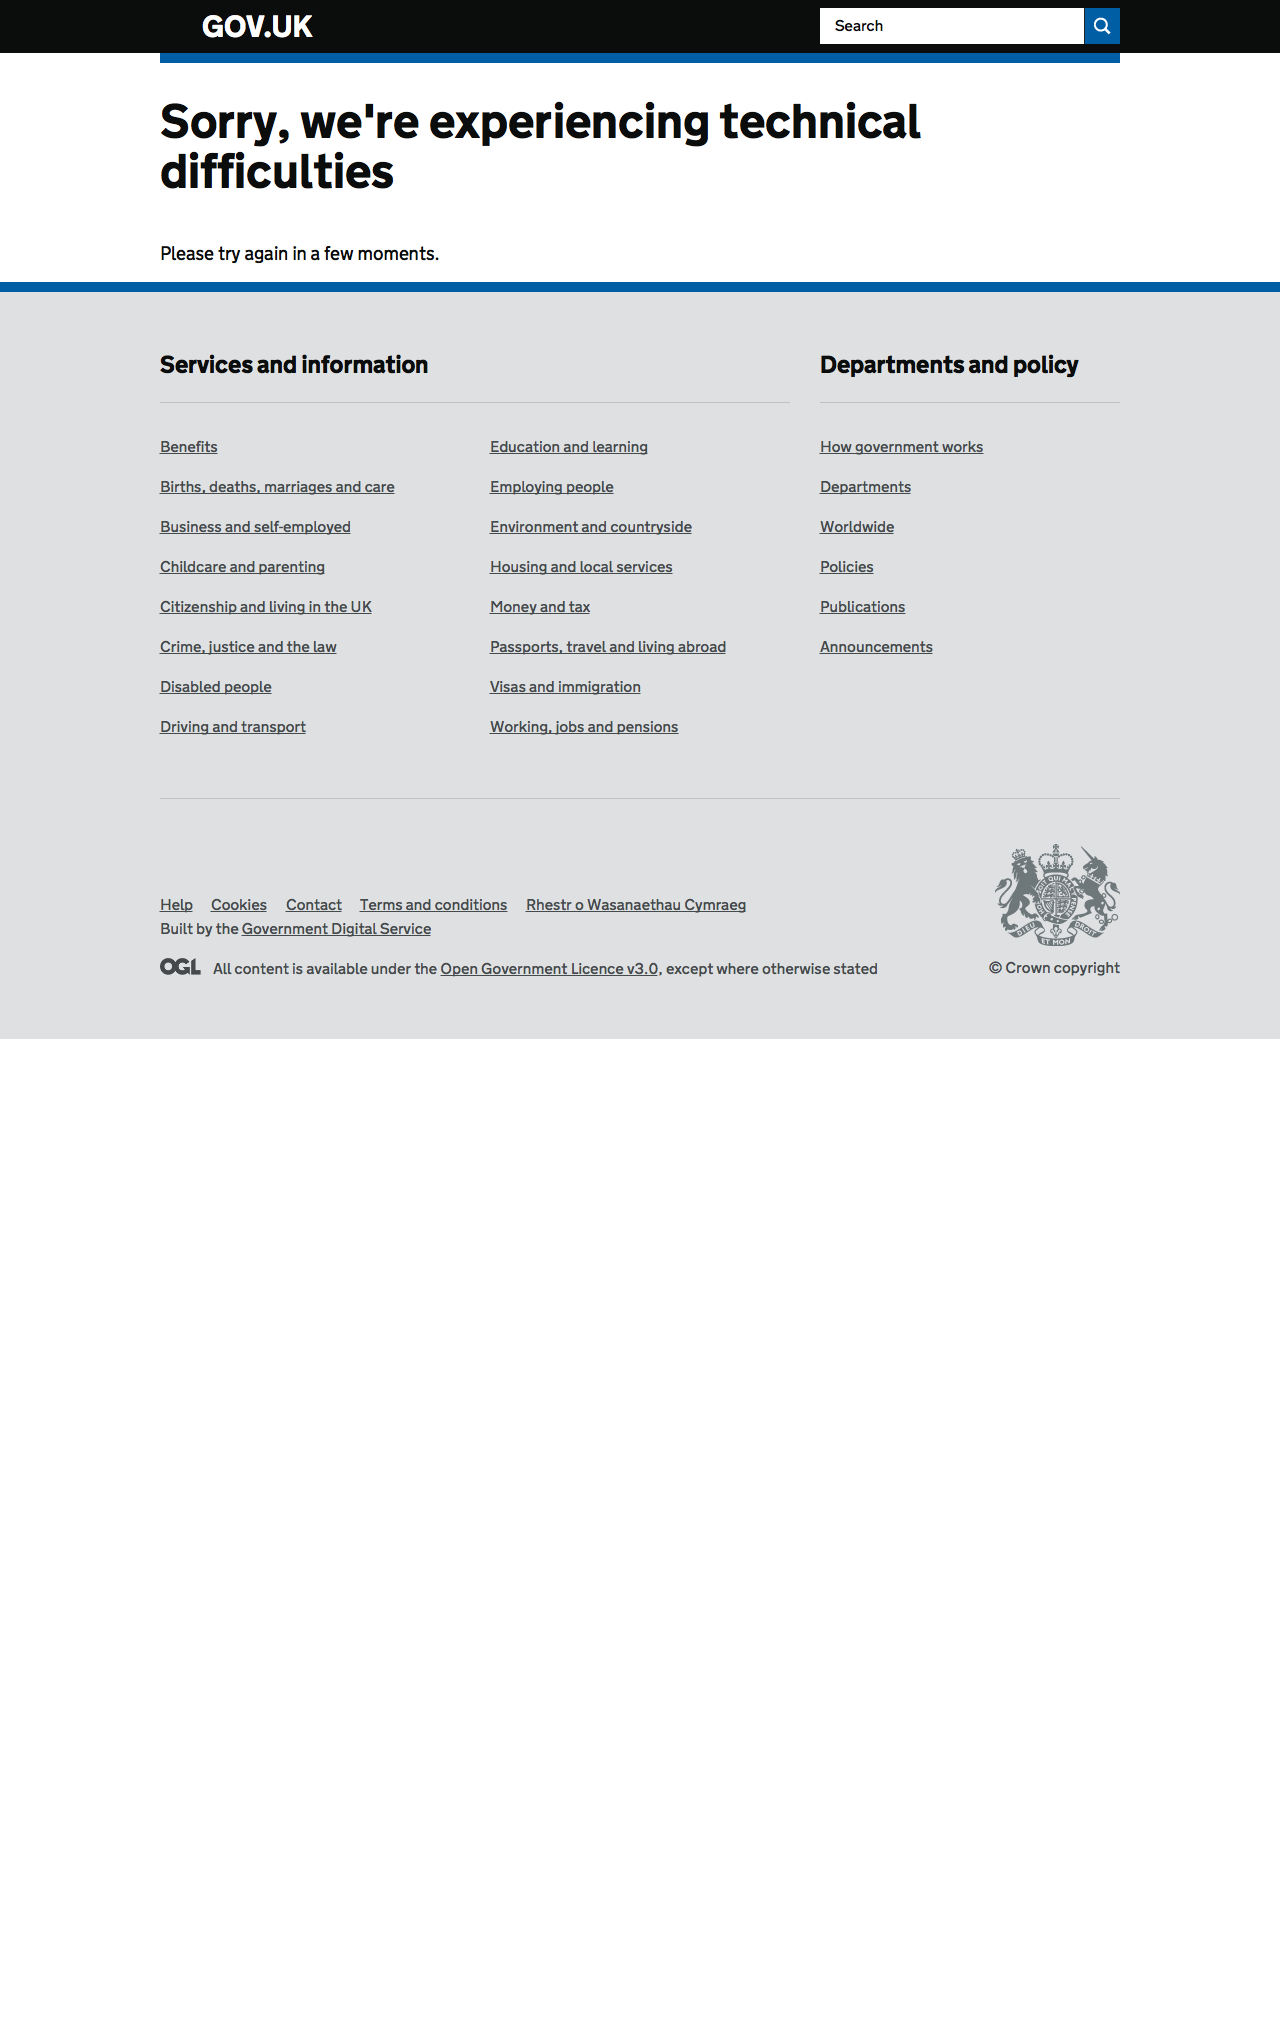 GOV.UK
Search
Sorry, we're experiencing technical
difficulties
Please try again in a few moments.
Services and information
Benefits
Births, deaths, marriages and care
Business and self-employed
Childcare and parenting
Citizenship and living in the UK
Crime, justice and the law
Disabled people
Driving and transport
Education and learning
Employing people
Environment and countryside
Housing and local services
Money and tax
Passports, travel and living abroad
Visas and immigration
Working, jobs and pensions
Departments and policy
How government works
Departments
Worldwide
Policies
Publications
Announcements
Help Cookies Contact Terms and conditions Rhestr o Wasanaethau Cymraeg
Built by the Government Digital Service
OGL All content is available under the Open Government Licence v3.0, except where otherwise stated
DIEU ET MON DROIT
© Crown copyright